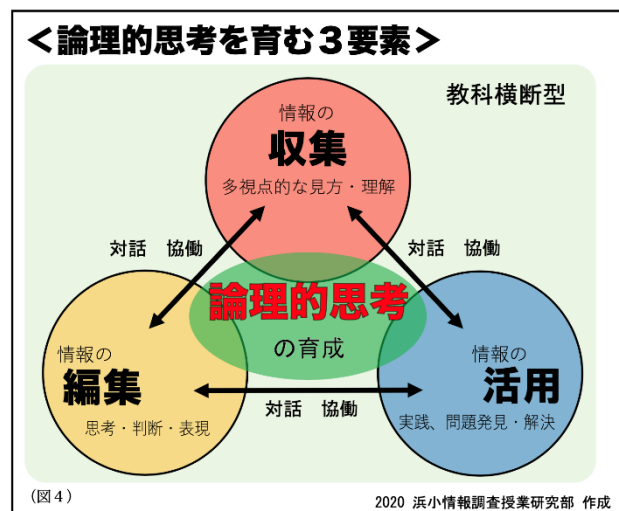 ＜論理的思考を育む３要素＞
教科横断型
情報の
収集
多視点的な見方・理解
対話　協働
対話　協働
論理的思考
の育成
情報の
編集
思考・判断・表現
情報の
活用
実践、問題発見・解決
対話　協働
（図４）
2020 浜小情報調査授業研究部 作成